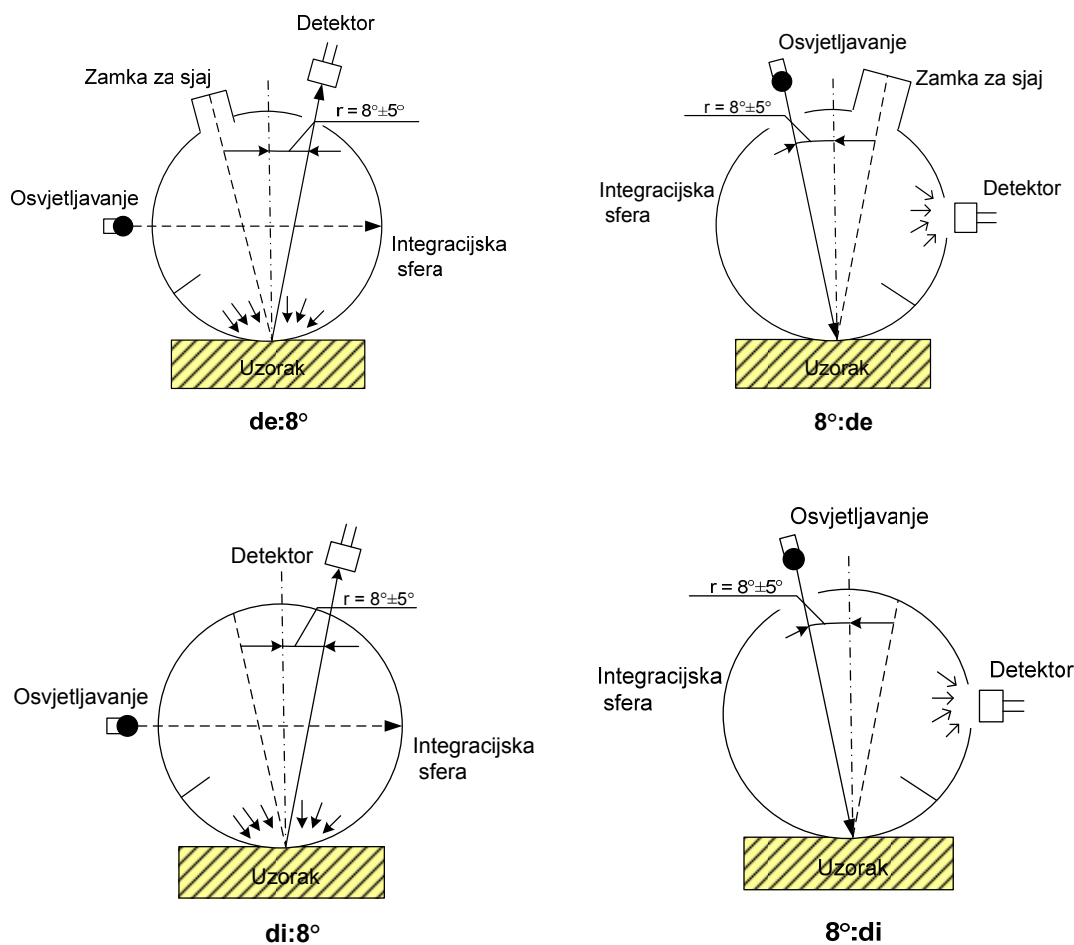 Detektor
Zamka za sjaj
r = 8°±5°
Osvjetljavanje
Integracijska
sfera
Uzorak
de:8°
Osvjetljavanje
Zamka za sjaj
r = 8°±5°
Integracijska
sfera
Detektor
Uzorak
8°:de
Detektor
r = 8°±5°
Osvjetljavanje
Integracijska
sfera
Uzorak
di:8°
Osvjetljavanje
r = 8°±5°
Integracijska
sfera
Detektor
Uzorak
8°:di